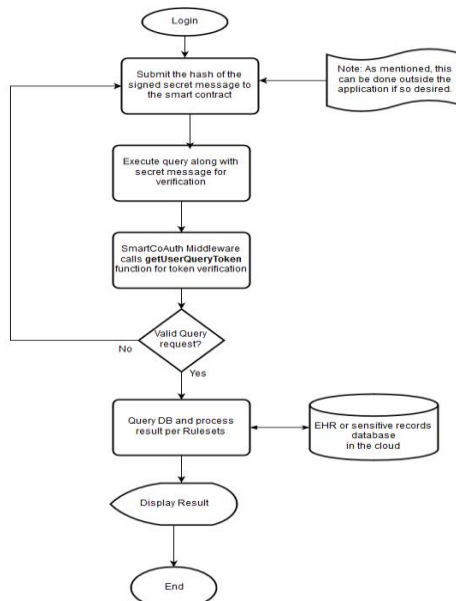 Login
Submit the hash of the
signed secret message to
the smart contract
Note: As mentioned, this
can be done outside the
application if so desired.
Execute query along with
secret message for
verification
SmartCoAuth Middleware
calls getUserQueryToken
function for token verification
Valid Query
request?
No
Yes
Query DB and process
result per Rulesets
EHR or sensitive records
database
in the cloud
Display Result
End